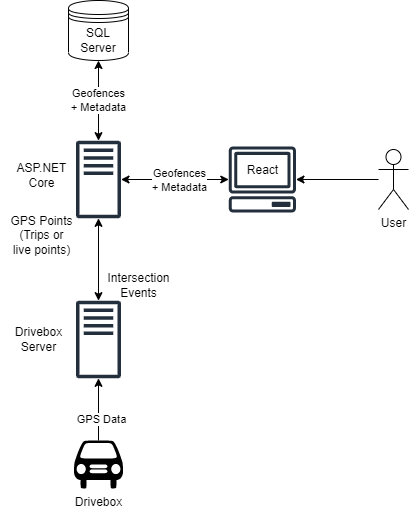 SQL
Server
Geofences
+ Metadata
ASP.NET
Core
Geofences
+ Metadata
React
User
GPS Points
(Trips or
live points)
Intersection
Events
Drivebox
Server
GPS Data
Drivebox